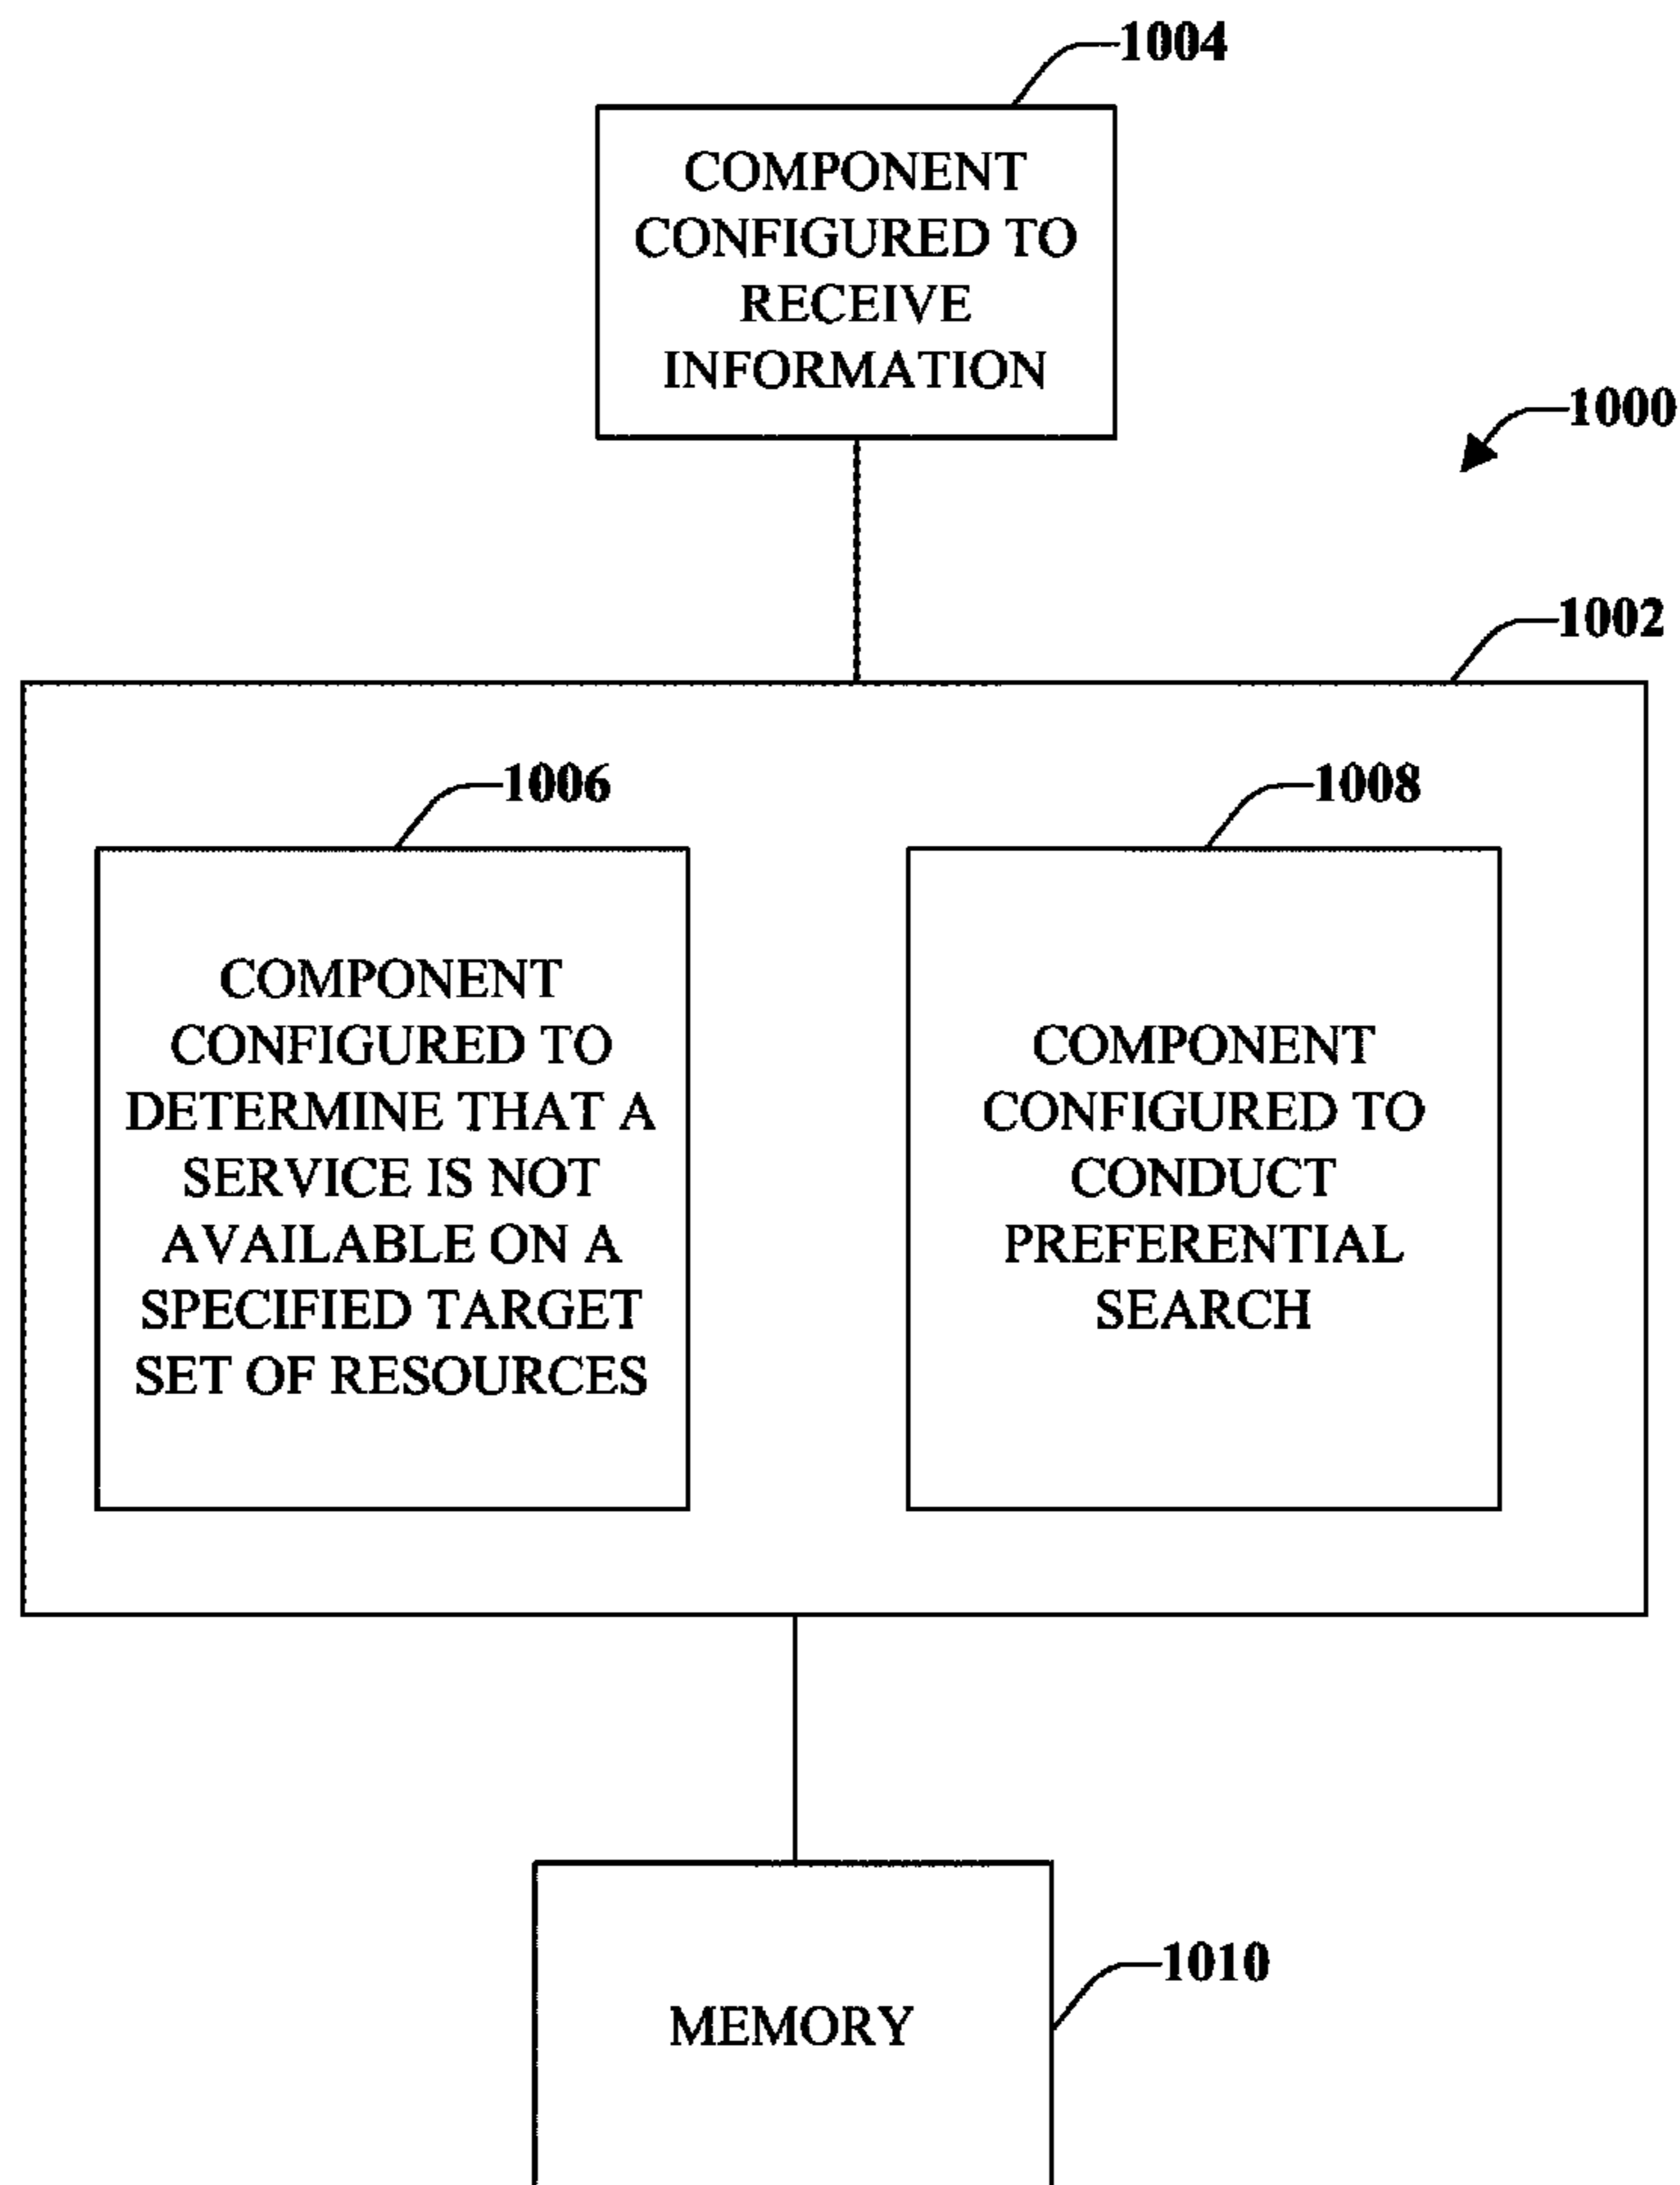 1004
COMPONENT
CONFIGURED TO
RECEIVE
INFORMATION
1000
1002
1006
COMPONENT
CONFIGURED TO
DETERMINE THAT A
SERVICE IS NOT
AVAILABLE ON A
SPECIFIED TARGET
SET OF RESOURCES
1008
COMPONENT
CONFIGURED TO
CONDUCT
PREFERENTIAL
SEARCH
1010
MEMORY